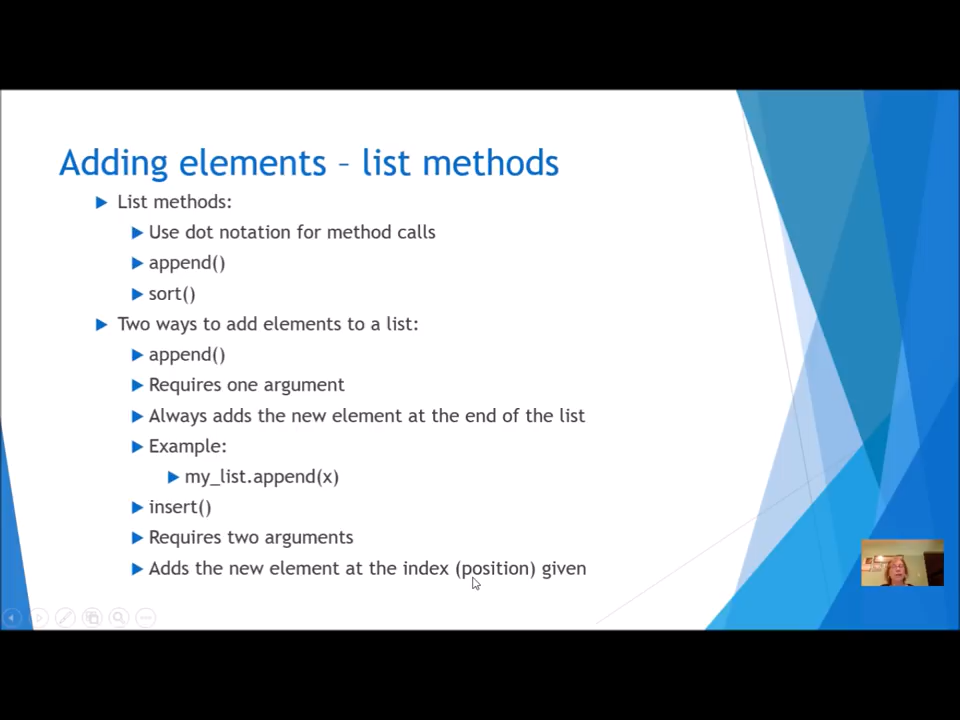 Adding elements – list methods
List methods:
Use dot notation for method calls
append()
sort()
Two ways to add elements to a list:
append()
Requires one argument
Always adds the new element at the end of the list
Example:
my_list.append(x)
insert()
Requires two arguments
Adds the new element at the index (position) given